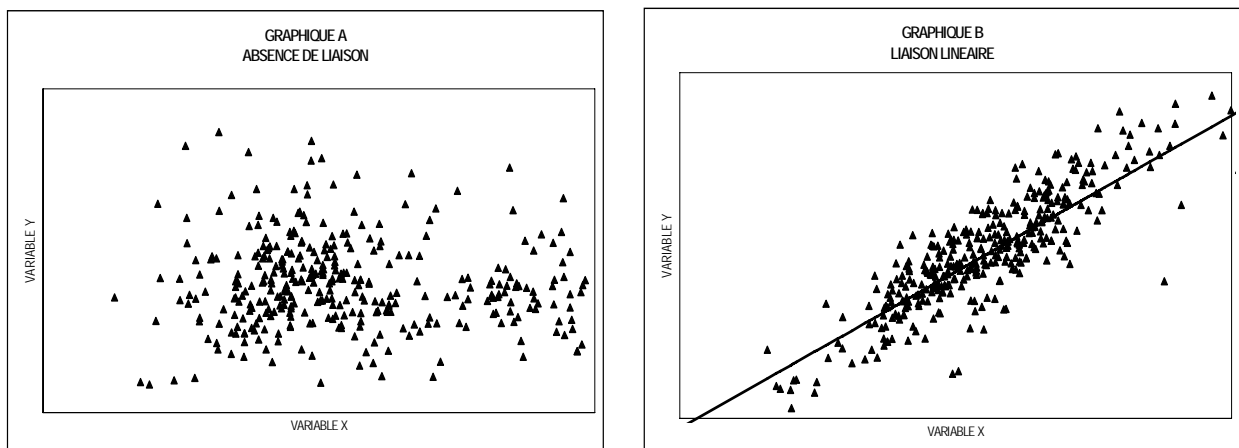 GRAPHIQUE A
ABSENCE DE LIAISON
VARIABLE Y
VARIABLE X
GRAPHIQUE B
LIAISON LINEAIRE
VARIABLE Y
VARIABLE X